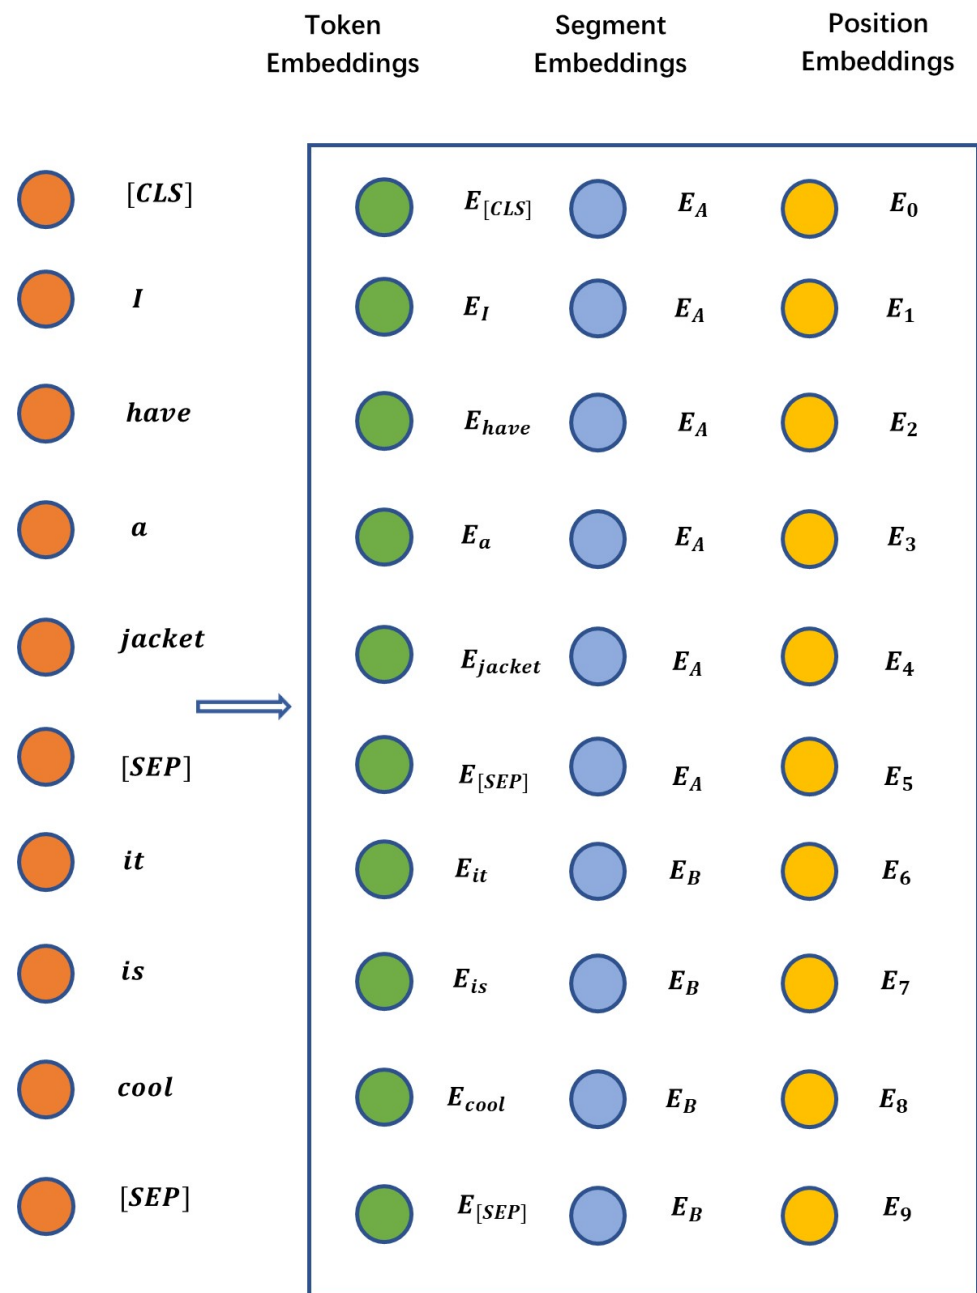 Token Segment Position
Embeddings Embeddings Embeddings
[CLS] E[CLS] EA E0
I EI EA E1
have Ehave EA E2
a Ea EA E3
jacket Ejacket EA E4
[SEP] E[SEP] EA E5
it Eit EB E6
is Eis EB E7
cool Ecool EB E8
[SEP] E[SEP] EB E9